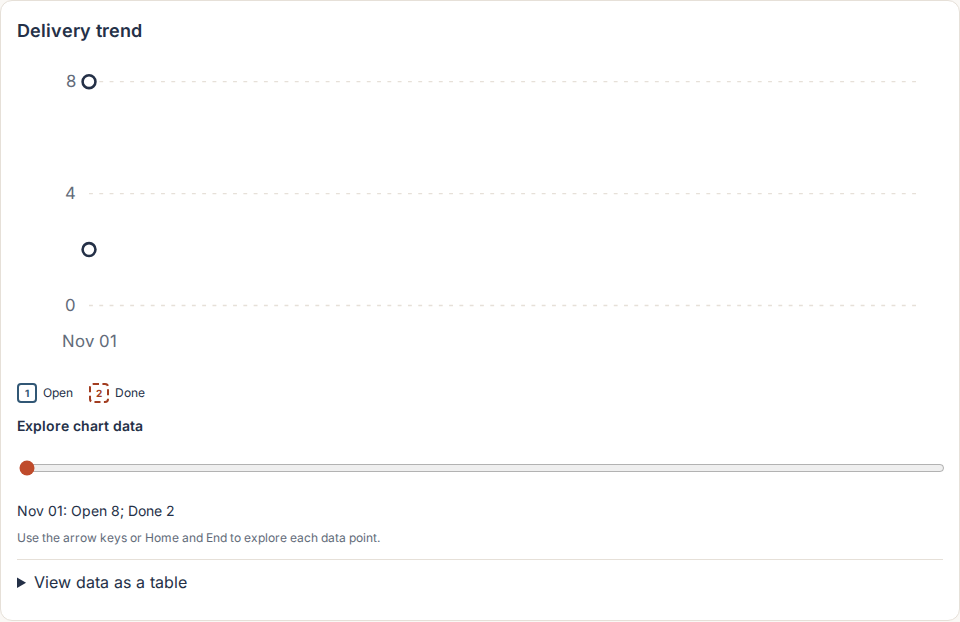 Delivery trend
8
4
0
Nov 01
1 Open 2 Done
Explore chart data
Nov 01: Open 8; Done 2
Use the arrow keys or Home and End to explore each data point.
View data as a table